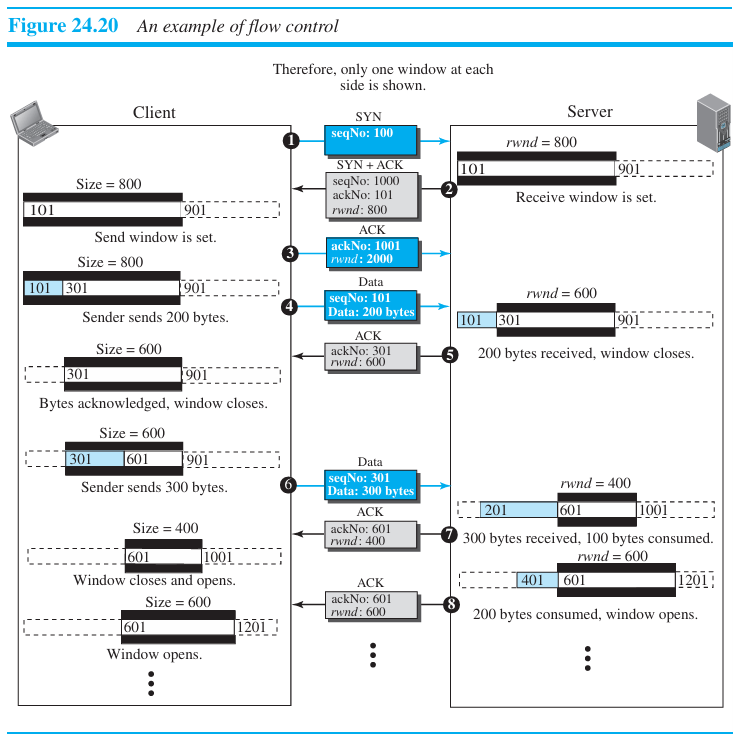 Figure 24.20 An example of flow control
Therefore, only one window at each
side is shown.
Client
Server
SYN
1
seqNo: 100
rwnd = 800
101
901
Receive window is set.
SYN + ACK
seqNo: 1000
ackNo: 101
rwnd: 800
2
Size = 800
101
901
Send window is set.
ACK
3
ackNo: 1001
rwnd: 2000
Size = 800
101
301
901
Sender sends 200 bytes.
Data
4
seqNo: 101
Data: 200 bytes
rwnd = 600
101
301
901
200 bytes received, window closes.
ACK
ackNo: 301
rwnd: 600
5
Size = 600
301
901
Bytes acknowledged, window closes.
Size = 600
301
601
901
Sender sends 300 bytes.
Data
6
seqNo: 301
Data: 300 bytes
rwnd = 400
201
601
1001
300 bytes received, 100 bytes consumed.
ACK
ackNo: 601
rwnd: 400
7
Size = 400
601
1001
Window closes and opens.
rwnd = 600
401
601
1201
200 bytes consumed, window opens.
ACK
ackNo: 601
rwnd: 600
8
Size = 600
601
1201
Window opens.